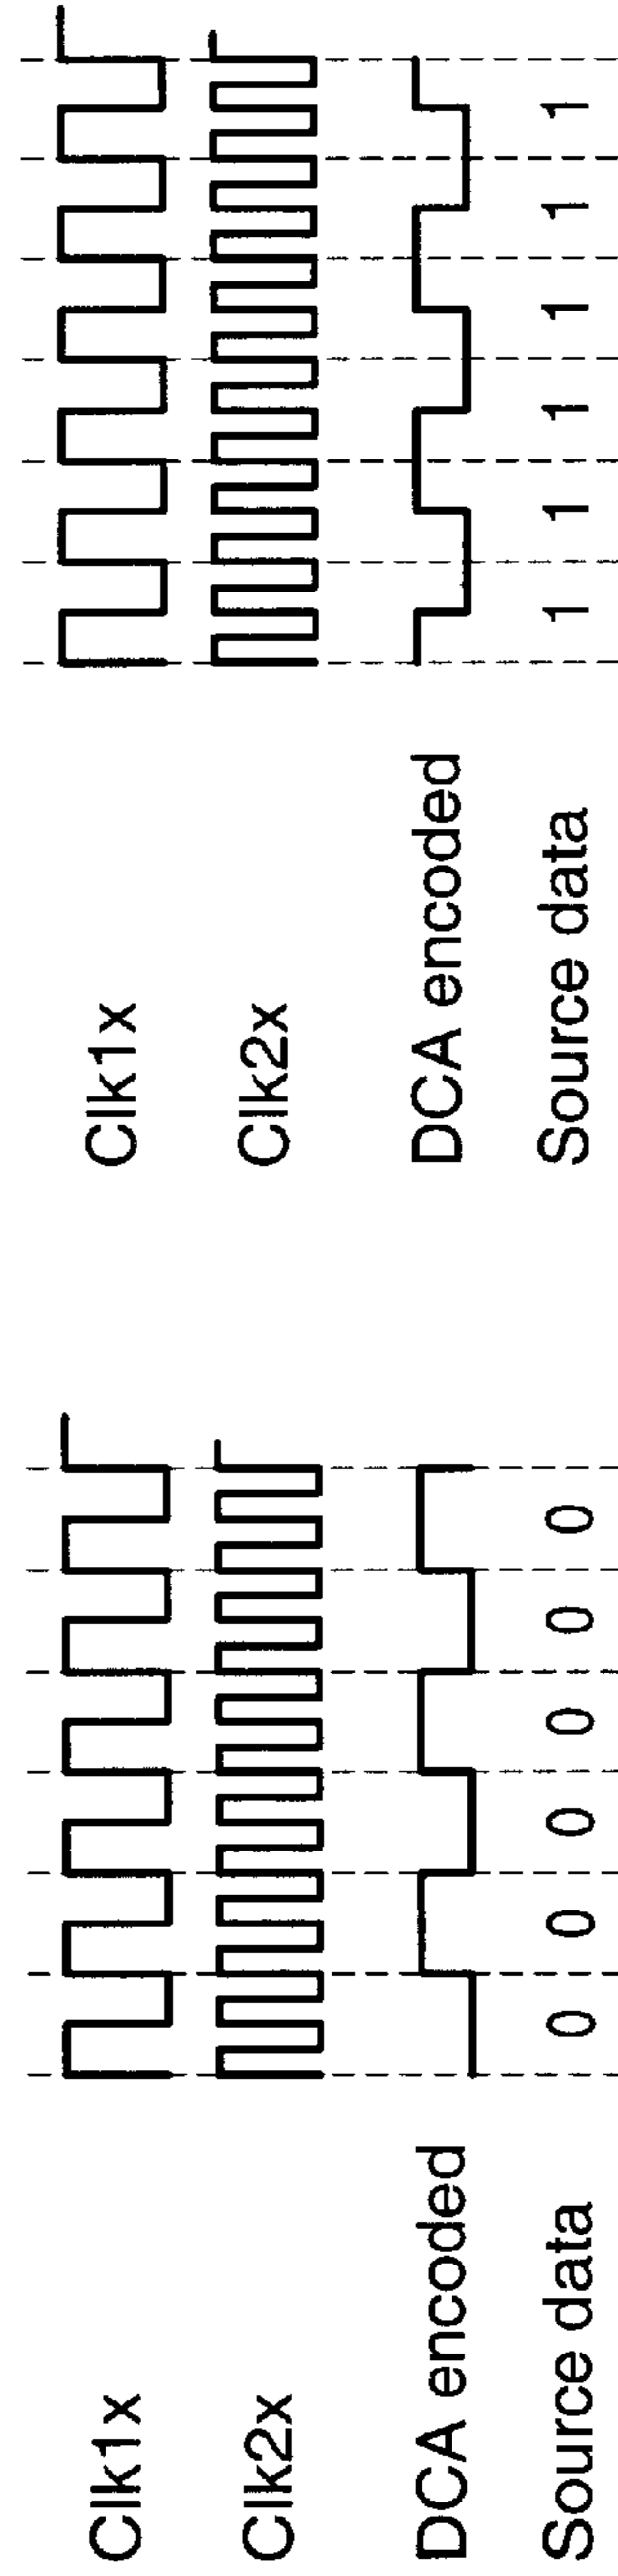 Clk1x
Clk2x
DCA encoded
Source data 0 0 0 0 0 0
Clk1x
Clk2x
DCA encoded
Source data 1 1 1 1 1 1